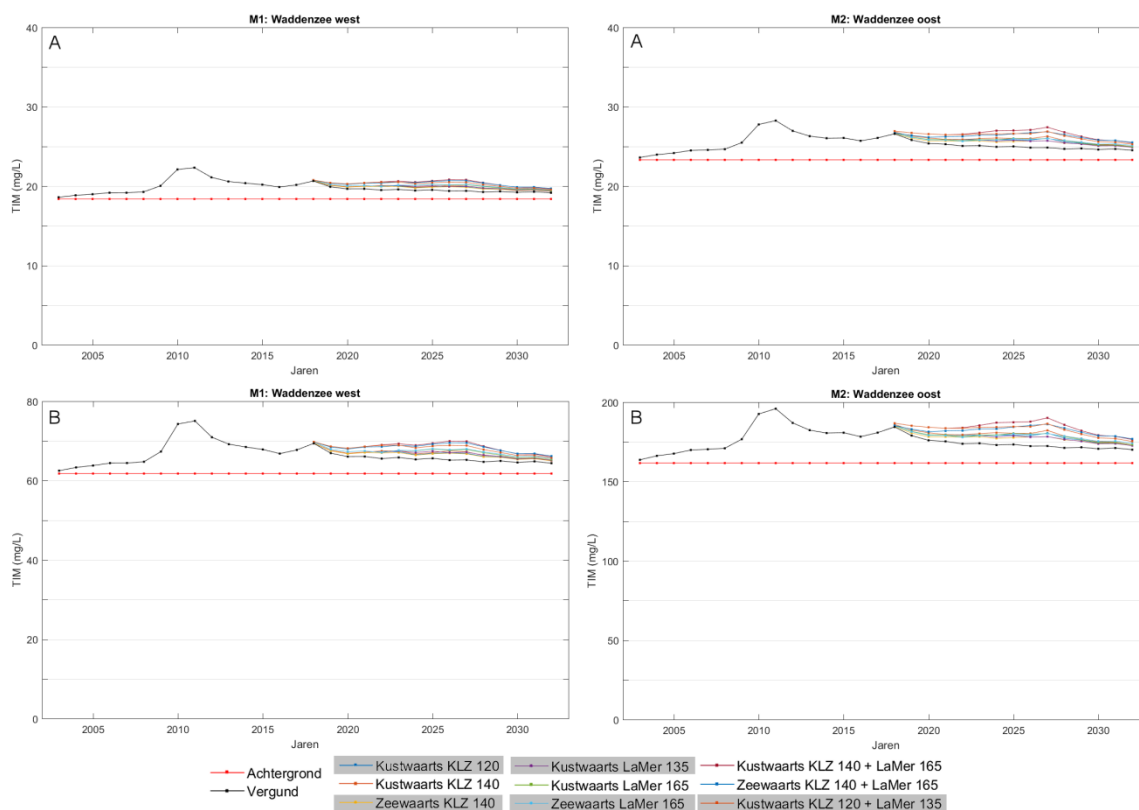 M1: Waddenzee west
A
40
30
20
10
0
TIM (mg/L)
2005 2010 2015 2020 2025 2030
Jaren
M2: Waddenzee oost
A
40
30
20
10
0
TIM (mg/L)
2005 2010 2015 2020 2025 2030
Jaren
M1: Waddenzee west
B
80
60
40
20
0
TIM (mg/L)
2005 2010 2015 2020 2025 2030
Jaren
M2: Waddenzee oost
B
200
150
100
50
0
TIM (mg/L)
2005 2010 2015 2020 2025 2030
Jaren
Achtergrond
Vergund
Kustwaarts KLZ 120
Kustwaarts KLZ 140
Zeewaarts KLZ 140
Kustwaarts LaMer 135
Kustwaarts LaMer 165
Zeewaarts LaMer 165
Kustwaarts KLZ 140 + LaMer 165
Zeewaarts KLZ 140 + LaMer 165
Kustwaarts KLZ 120 + LaMer 135